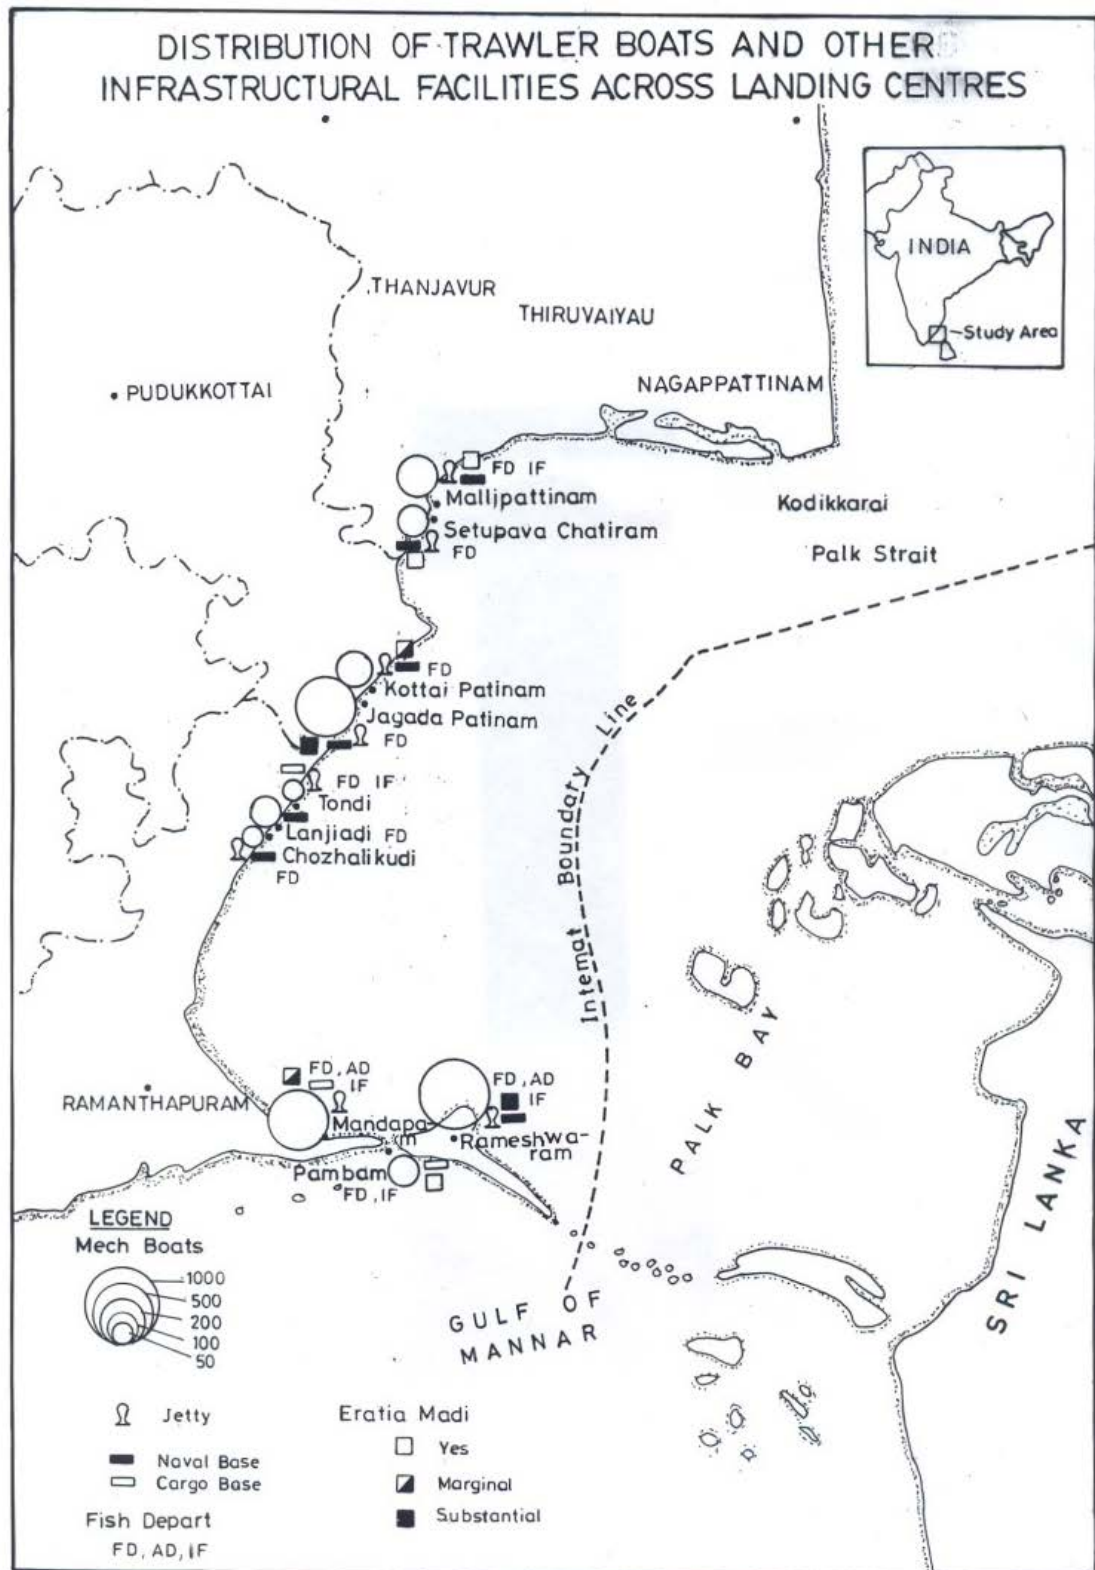 DISTRIBUTION OF TRAWLER BOATS AND OTHER
INFRASTRUCTURAL FACILITIES ACROSS LANDING CENTRES
INDIA
Study Area
THANJAVUR
THIRUVAIYAU
PUDUKKOTTAI
NAGAPPATTINAM
FD IF
Mallipattinam
Kodikkarai
Setupava Chatiram
FD
Palk Strait
FD
Kottai Patinam
Jagada Patinam
FD
FD IF
Tondi
Lanjiadi FD
Chozhalikudi
FD
Internat Boundary Line
PALK BAY
SRI LANKA
RAMANTHAPURAM
FD, AD
IF
Mandapa-
m
FD, AD
IF
Rameshwa-
ram
Pambam
FD, IF
GULF OF
MANNAR
LEGEND
Mech Boats
1000
500
200
100
50
Jetty
Naval Base
Cargo Base
Fish Depart
FD, AD, IF
Eratia Madi
Yes
Marginal
Substantial